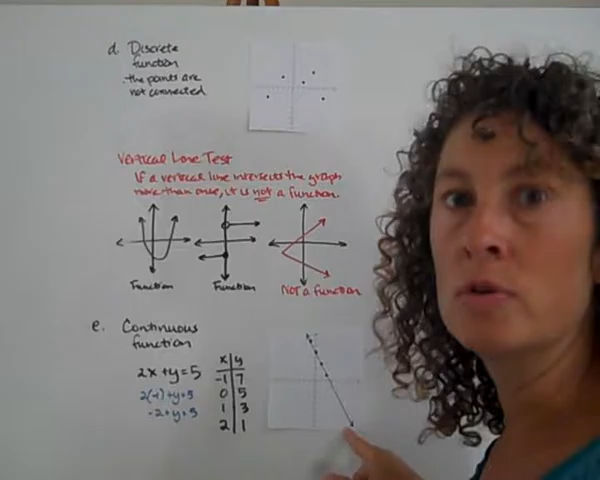 d. Discrete
function
.the points are
not connected
Vertical Line Test
If a vertical line intersects the graph
more than once, it is not a function.
Function
Function
Not a function
e. Continuous
function
2x+y=5
2(-1)+y=5
-2+y=5
x y
-1 7
0 5
1 3
2 1